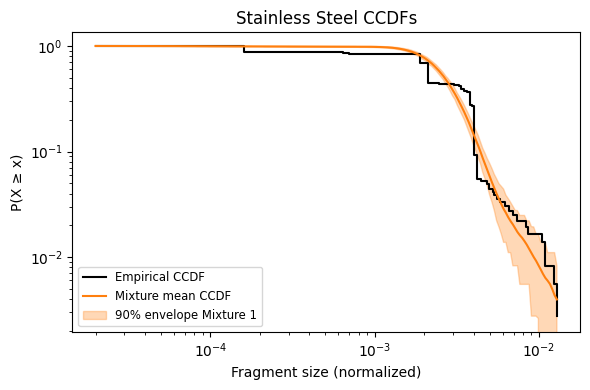 Stainless Steel CCDFs
P(X ≥ x)
10⁰
10⁻¹
10⁻²
Empirical CCDF
Mixture mean CCDF
90% envelope Mixture 1
10⁻⁴
10⁻³
10⁻²
Fragment size (normalized)